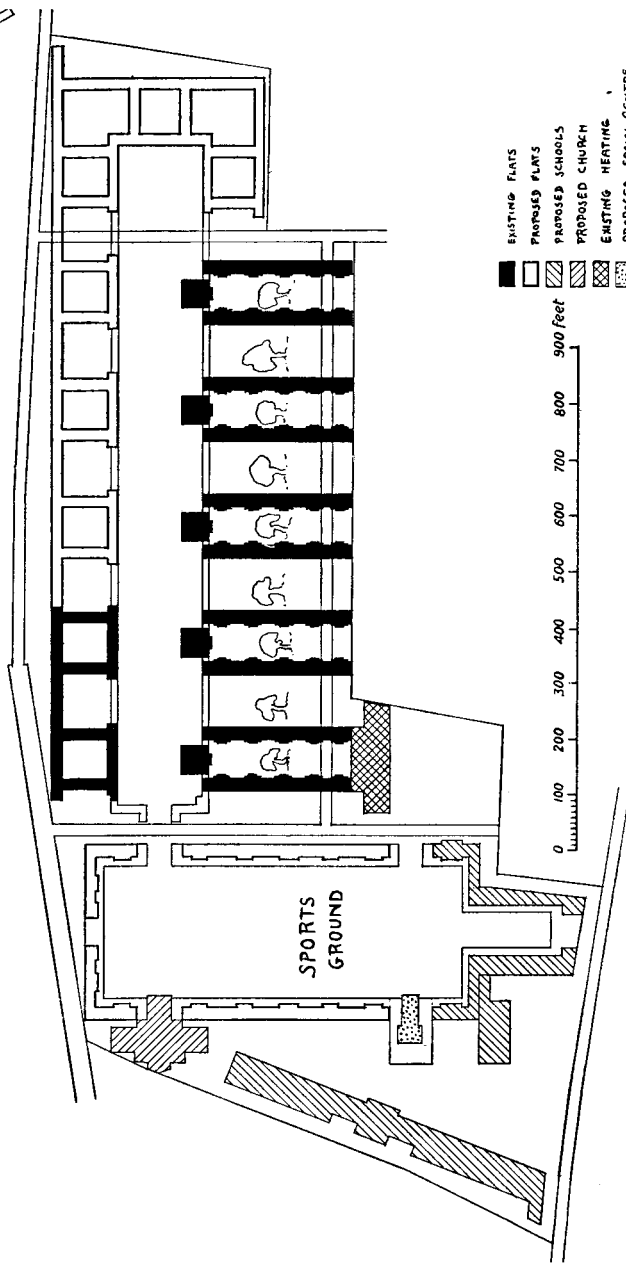 SPORTS
GROUND
EXISTING FLATS
PROPOSED FLATS
PROPOSED SCHOOLS
PROPOSED CHURCH
EXISTING HEATING
0 100 200 300 400 500 600 700 800 900 Feet